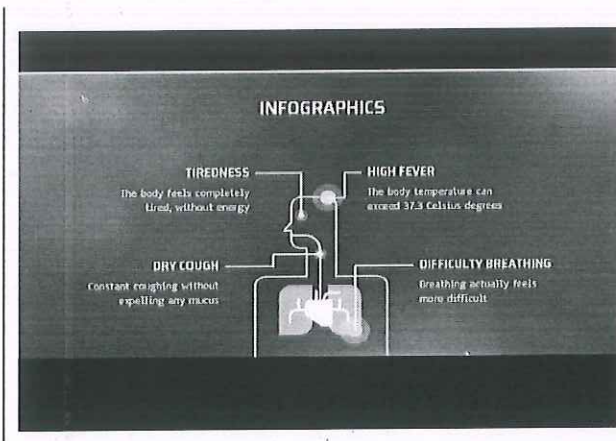 INFOGRAPHICS
TIREDNESS
The body feels completely
tired, without energy
HIGH FEVER
The body temperature can
exceed 37.3 Celsius degrees
DRY COUGH
Constant coughing without
expelling any mucus
DIFFICULTY BREATHING
Breathing actually feels
more difficult